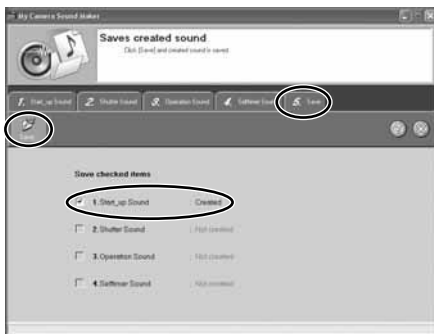 My Camera Sound Maker
Saves created sound
Click [Save] and created sound is saved.
1. Start_up Sound 2. Shutter Sound 3. Operation Sound 4. Selftimer Sound 5. Save
Save
Save checked items
1.Start_up Sound : Created
2.Shutter Sound : Not created
3.Operation Sound : Not created
4.Selftimer Sound : Not created